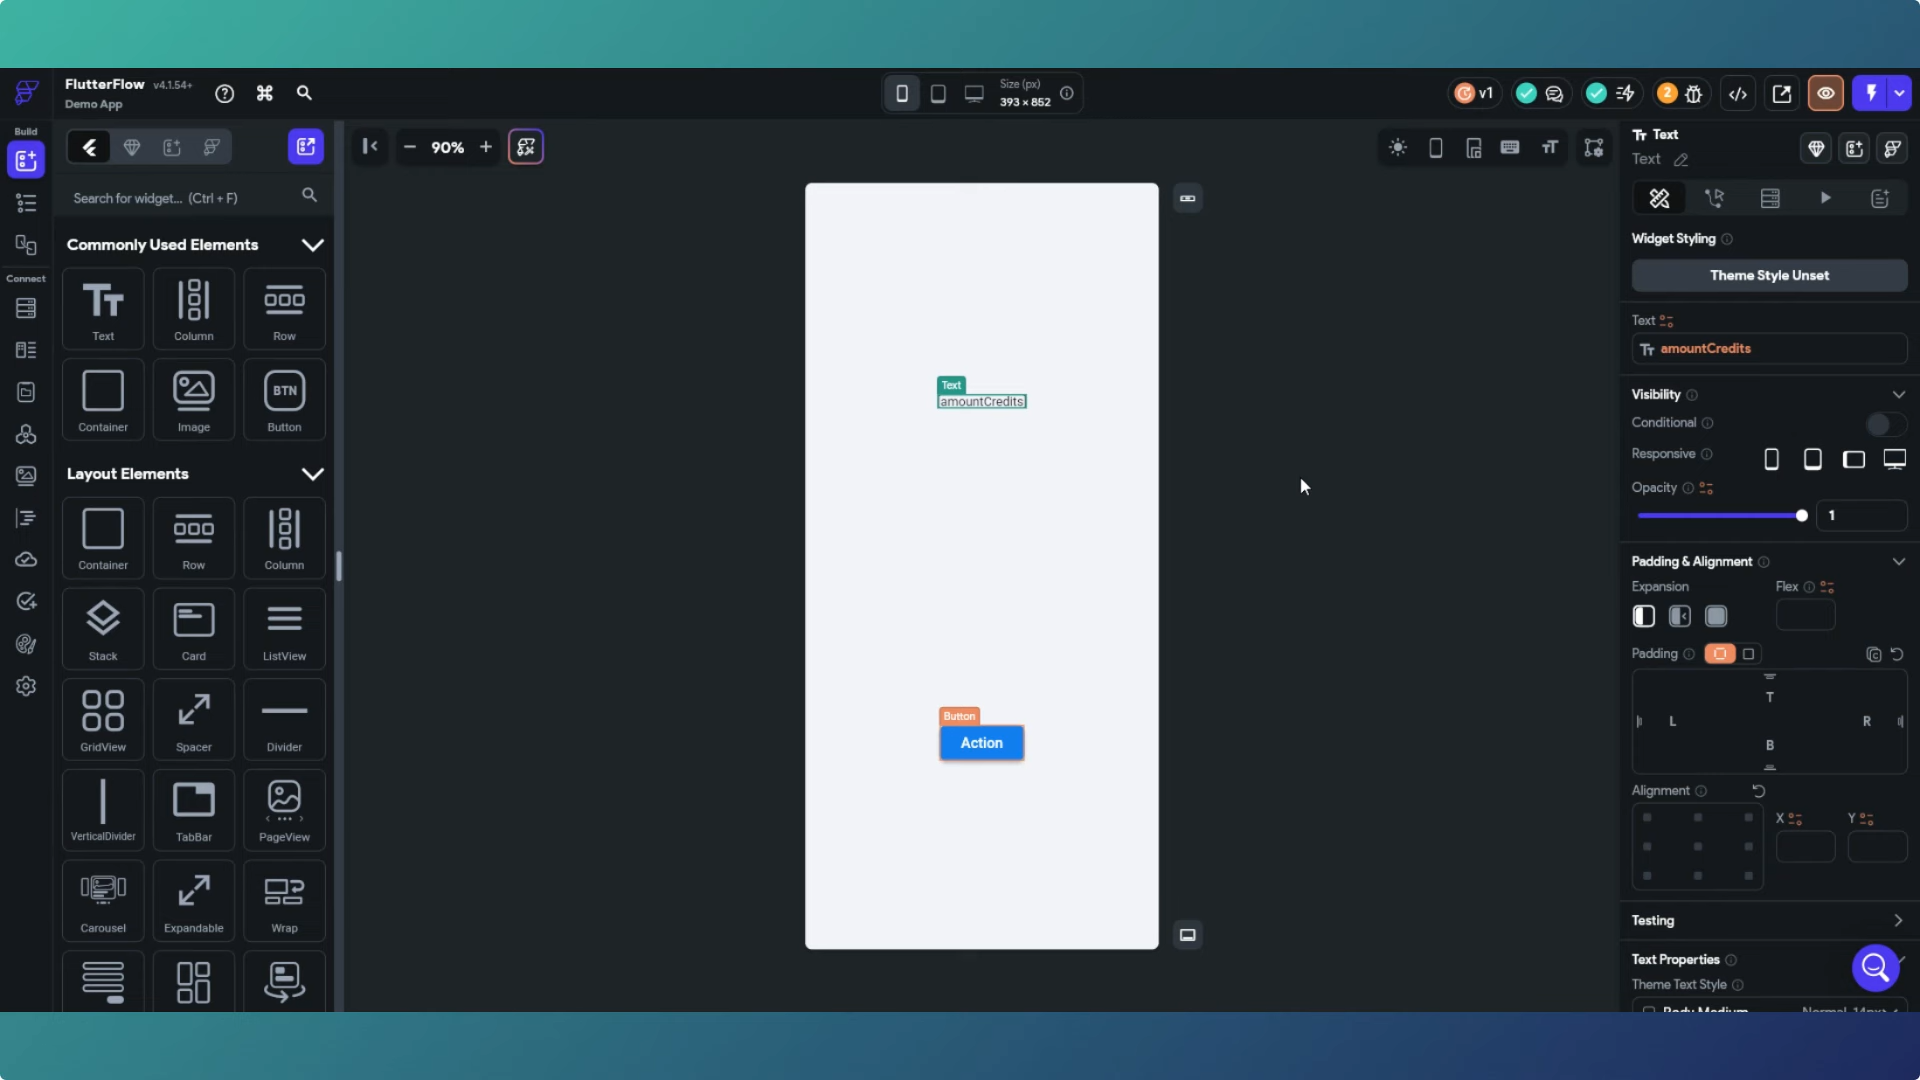 FlutterFlow v4.1.54+
Demo App
Size (px)
393 × 852
v1
2
Build
Connect
Search for widget... (Ctrl + F)
Commonly Used Elements
Text
Column
Row
Container
Image
BTN
Button
Layout Elements
Container
Row
Column
Stack
Card
ListView
GridView
Spacer
Divider
VerticalDivider
TabBar
PageView
Carousel
Expandable
Wrap
90%
Text
amountCredits
Button
Action
Text
Text
Widget Styling
Theme Style Unset
Text
amountCredits
Visibility
Conditional
Responsive
Opacity
1
Padding & Alignment
Expansion
Flex
Padding
T
L
R
B
Alignment
X
Y
Testing
Text Properties
Theme Text Style
Body Medium
Normal, 14px